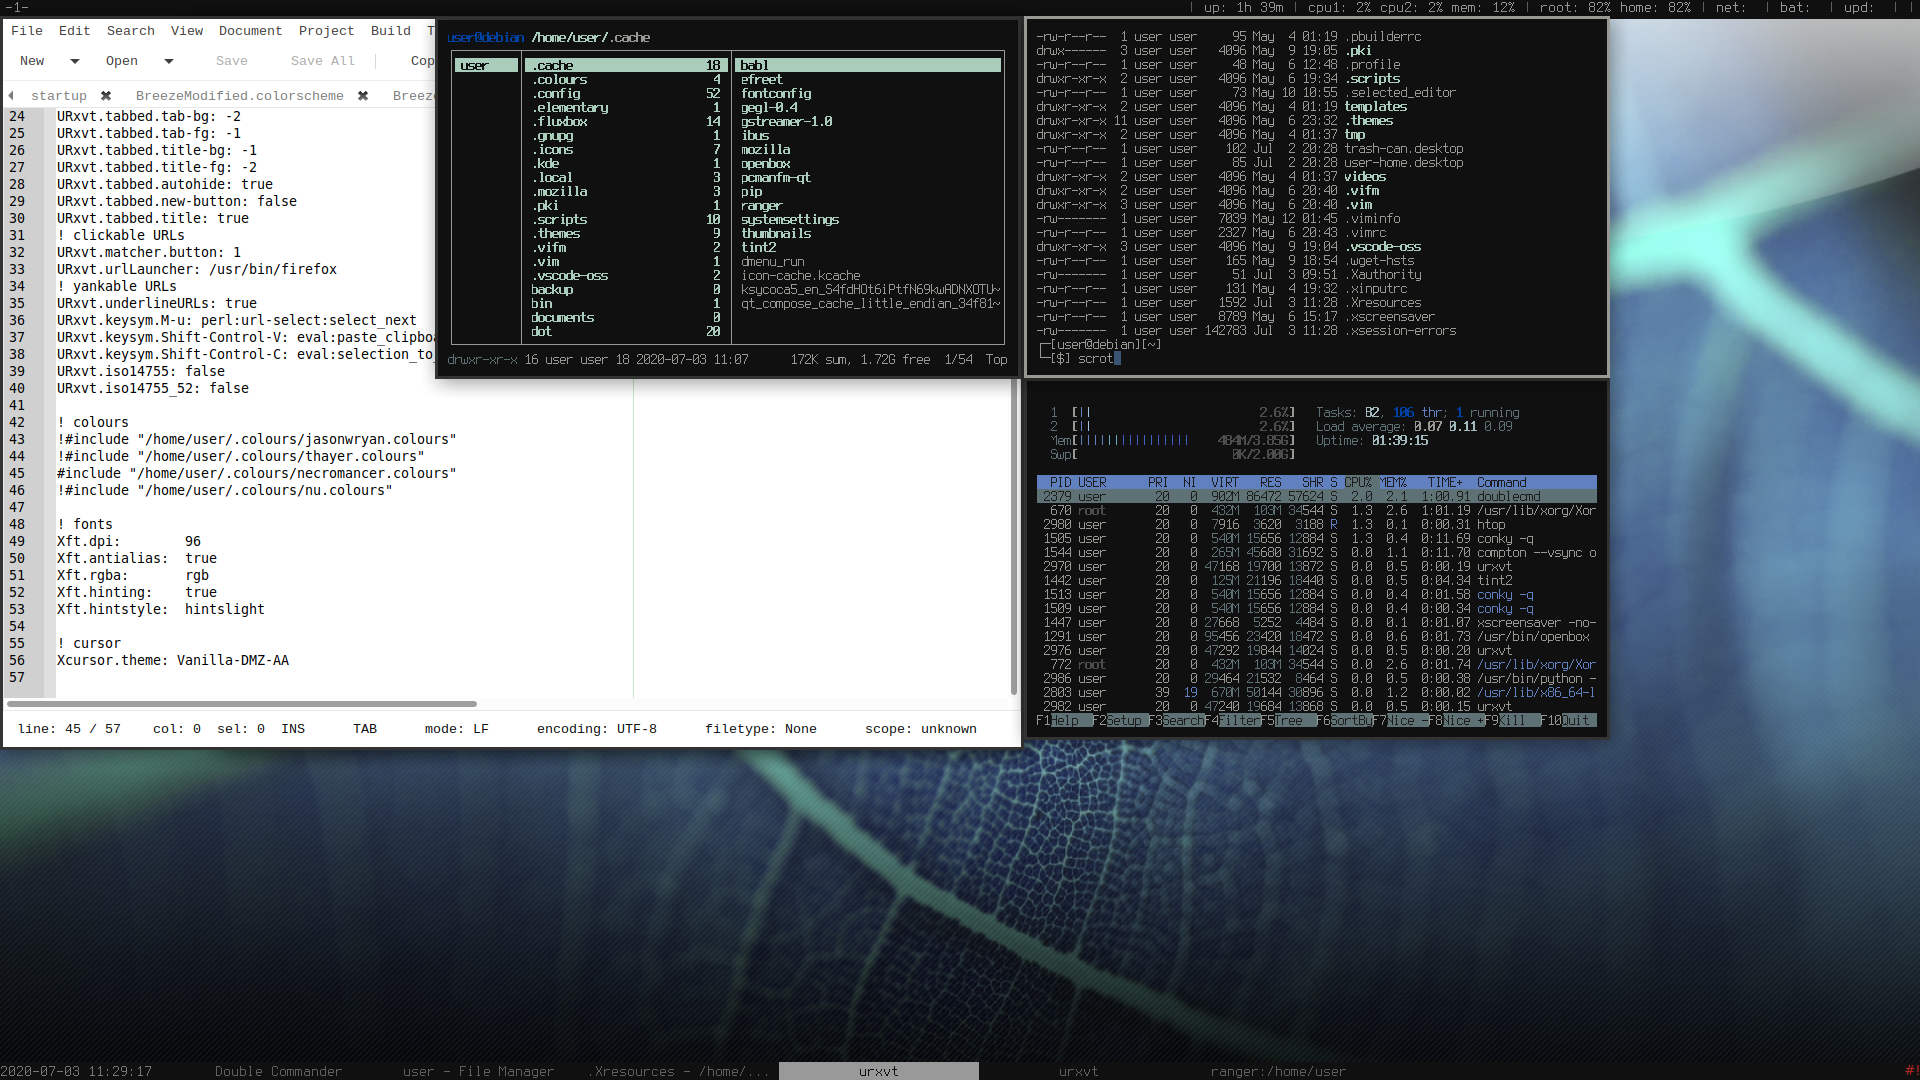 -1-
| up: 1h 39m | cpu1: 2% cpu2: 2% mem: 12% | root: 82% home: 82% | net: | bat: | upd: | |
File Edit Search View Document Project Build T
New Open Save Save All Cop
startup BreezeModified.colorscheme Breez
24 URxvt.tabbed.tab-bg: -2
25 URxvt.tabbed.tab-fg: -1
26 URxvt.tabbed.title-bg: -1
27 URxvt.tabbed.title-fg: -2
28 URxvt.tabbed.autohide: true
29 URxvt.tabbed.new-button: false
30 URxvt.tabbed.title: true
31 ! clickable URLs
32 URxvt.matcher.button: 1
33 URxvt.urlLauncher: /usr/bin/firefox
34 ! yankable URLs
35 URxvt.underlineURLs: true
36 URxvt.keysym.M-u: perl:url-select:select_next
37 URxvt.keysym.Shift-Control-V: eval:paste_clipbo
38 URxvt.keysym.Shift-Control-C: eval:selection_to_
39 URxvt.iso14755: false
40 URxvt.iso14755_52: false
41
42 ! colours
43 !#include "/home/user/.colours/jasonwryan.colours"
44 !#include "/home/user/.colours/thayer.colours"
45 #include "/home/user/.colours/necromancer.colours"
46 !#include "/home/user/.colours/nu.colours"
47
48 ! fonts
49 Xft.dpi: 96
50 Xft.antialias: true
51 Xft.rgba: rgb
52 Xft.hinting: true
53 Xft.hintstyle: hintslight
54
55 ! cursor
56 Xcursor.theme: Vanilla-DMZ-AA
57
line: 45 / 57 col: 0 sel: 0 INS TAB mode: LF encoding: UTF-8 filetype: None scope: unknown
user@debian /home/user/.cache
user .cache 18 babl
.colours 4 efreet
.config 52 fontconfig
.elementary 1 gegl-0.4
.fluxbox 14 gstreamer-1.0
.gnupg 1 ibus
.icons 7 mozilla
.kde 1 openbox
.local 3 pcmanfm-qt
.mozilla 3 pip
.pki 1 ranger
.scripts 10 systemsettings
.themes 9 thumbnails
.vifm 2 tint2
.vim 1 dmenu_run
.vscode-oss 2 icon-cache.kcache
backup 0 ksycoca5_en_S4fdHOt6iPtfN69kwADNXOTU~
bin 1 qt_compose_cache_little_endian_34f81~
documents 0
dot 20
drwxr-xr-x 16 user user 18 2020-07-03 11:07 172K sum, 1.72G free 1/54 Top
-rw-r--r-- 1 user user 95 May 4 01:19 .pbuilderrc
drwx------ 3 user user 4096 May 9 19:05 .pki
-rw-r--r-- 1 user user 48 May 6 12:48 .profile
drwxr-xr-x 2 user user 4096 May 6 19:34 .scripts
-rw-r--r-- 1 user user 73 May 10 10:55 .selected_editor
drwxr-xr-x 2 user user 4096 May 4 01:19 templates
drwxr-xr-x 11 user user 4096 May 6 23:32 .themes
drwxr-xr-x 2 user user 4096 May 4 01:37 tmp
-rw-r--r-- 1 user user 102 Jul 2 20:28 trash-can.desktop
-rw-r--r-- 1 user user 85 Jul 2 20:28 user-home.desktop
drwxr-xr-x 2 user user 4096 May 4 01:37 videos
drwxr-xr-x 2 user user 4096 May 6 20:40 .vifm
drwxr-xr-x 3 user user 4096 May 6 20:40 .vim
-rw------- 1 user user 7039 May 12 01:45 .viminfo
-rw-r--r-- 1 user user 2327 May 6 20:43 .vimrc
drwxr-xr-x 3 user user 4096 May 9 19:04 .vscode-oss
-rw-r--r-- 1 user user 165 May 9 18:54 .wget-hsts
-rw------- 1 user user 51 Jul 3 09:51 .Xauthority
-rw-r--r-- 1 user user 131 May 4 19:32 .xinputrc
-rw-r--r-- 1 user user 1592 Jul 3 11:28 .Xresources
-rw-r--r-- 1 user user 8789 May 6 15:17 .xscreensaver
-rw------- 1 user user 142783 Jul 3 11:28 .xsession-errors
┌─[user@debian][~]
└─[$] scrot
1 [|| 2.6%] Tasks: 82, 106 thr; 1 running
2 [|| 2.6%] Load average: 0.07 0.11 0.09
Mem[|||||||||||||||| 484M/3.85G] Uptime: 01:39:15
Swp[ 0K/2.00G]
PID USER PRI NI VIRT RES SHR S CPU% MEM% TIME+ Command
2379 user 20 0 902M 86472 57624 S 2.0 2.1 1:00.91 doublecmd
670 root 20 0 432M 103M 34544 S 1.3 2.6 1:01.19 /usr/lib/xorg/Xor
2980 user 20 0 7916 3620 3188 R 1.3 0.1 0:00.31 htop
1505 user 20 0 540M 15656 12884 S 1.3 0.4 0:11.69 conky -q
1544 user 20 0 265M 45680 31692 S 0.0 1.1 0:11.70 compton --vsync o
2970 user 20 0 47168 19700 13872 S 0.0 0.5 0:00.19 urxvt
1442 user 20 0 125M 21196 18440 S 0.0 0.5 0:04.34 tint2
1513 user 20 0 540M 15656 12884 S 0.0 0.4 0:01.58 conky -q
1509 user 20 0 540M 15656 12884 S 0.0 0.4 0:00.34 conky -q
1447 user 20 0 27668 5252 4484 S 0.0 0.1 0:01.07 xscreensaver -no-
1291 user 20 0 95456 23420 18472 S 0.0 0.6 0:01.73 /usr/bin/openbox
2976 user 20 0 47292 19844 14024 S 0.0 0.5 0:00.20 urxvt
772 root 20 0 432M 103M 34544 S 0.0 2.6 0:01.74 /usr/lib/xorg/Xor
2986 user 20 0 29464 21532 8464 S 0.0 0.5 0:00.38 /usr/bin/python -
2803 user 39 19 670M 50144 30896 S 0.0 1.2 0:00.02 /usr/lib/x86_64-l
2982 user 20 0 47240 19684 13868 S 0.0 0.5 0:00.15 urxvt
F1Help F2Setup F3SearchF4FilterF5Tree F6SortByF7Nice -F8Nice +F9Kill F10Quit
2020-07-03 11:29:17 Double Commander user - File Manager .Xresources - /home/... urxvt urxvt ranger:/home/user #!